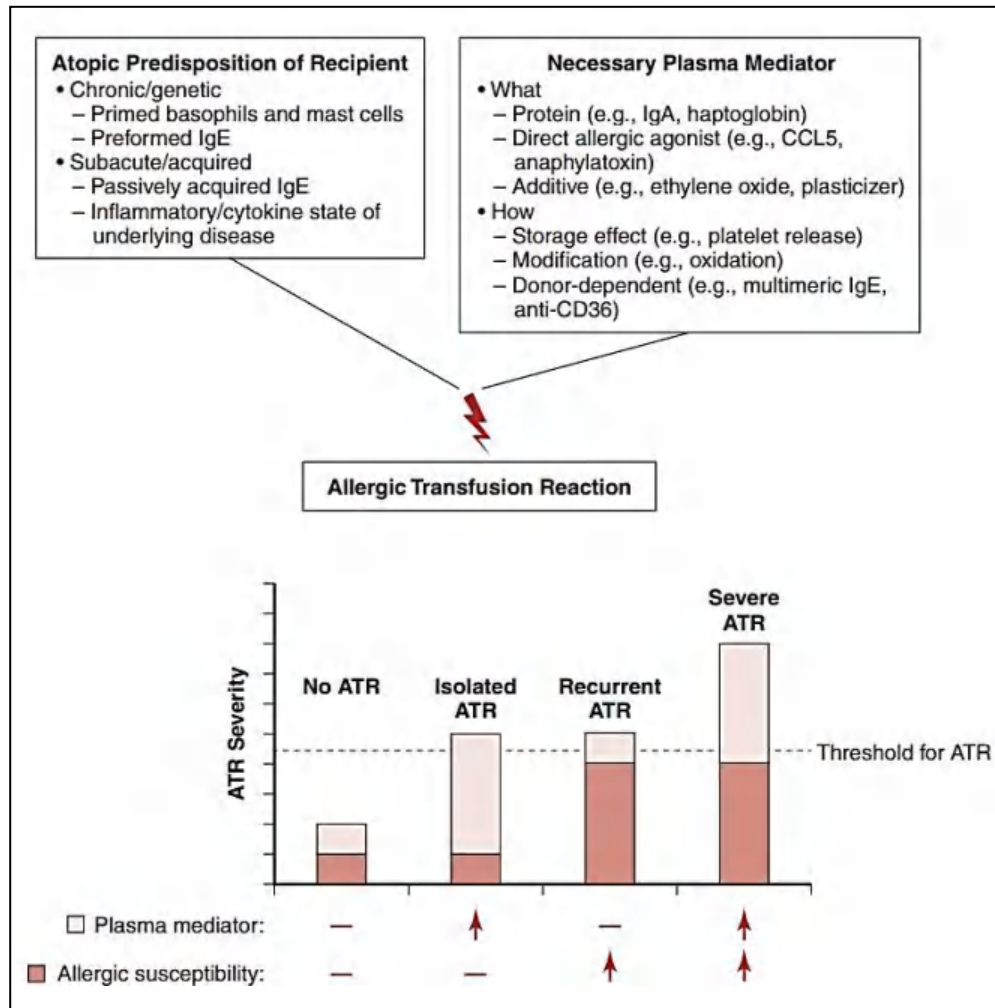 Atopic Predisposition of Recipient
• Chronic/genetic
– Primed basophils and mast cells
– Preformed IgE
• Subacute/acquired
– Passively acquired IgE
– Inflammatory/cytokine state of
underlying disease
Necessary Plasma Mediator
• What
– Protein (e.g., IgA, haptoglobin)
– Direct allergic agonist (e.g., CCL5,
anaphylatoxin)
– Additive (e.g., ethylene oxide, plasticizer)
• How
– Storage effect (e.g., platelet release)
– Modification (e.g., oxidation)
– Donor-dependent (e.g., multimeric IgE,
anti-CD36)
Allergic Transfusion Reaction
ATR Severity
No ATR
Isolated
ATR
Recurrent
ATR
Severe
ATR
Threshold for ATR
Plasma mediator: – ↑ – ↑
Allergic susceptibility: – – ↑ ↑